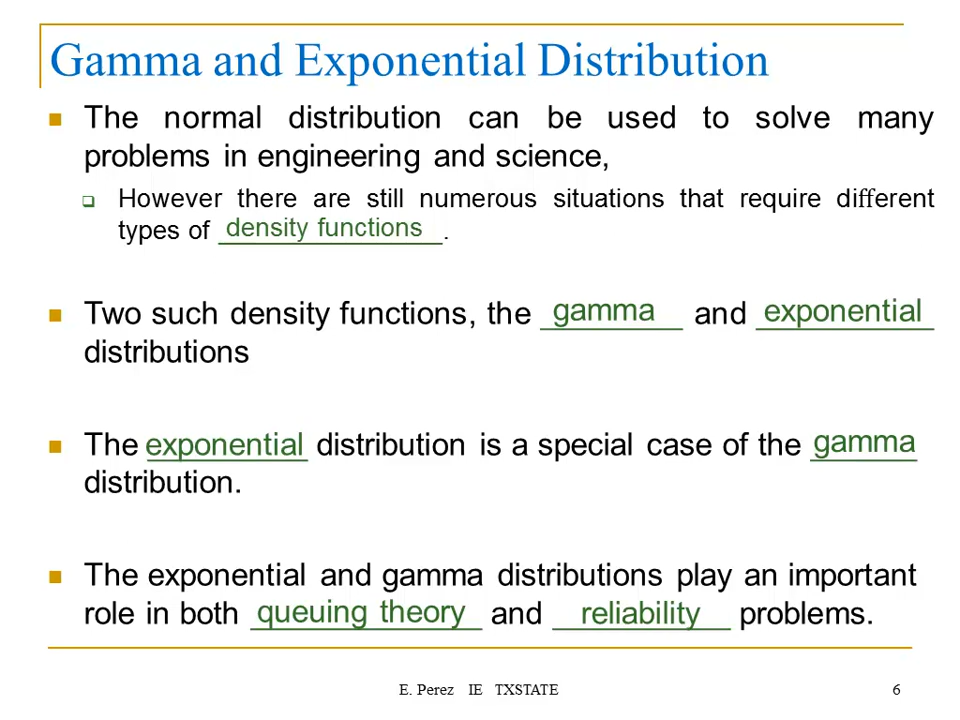 Gamma and Exponential Distribution
The normal distribution can be used to solve many
problems in engineering and science,
However there are still numerous situations that require different
types of density functions.
Two such density functions, the gamma and exponential
distributions
The exponential distribution is a special case of the gamma
distribution.
The exponential and gamma distributions play an important
role in both queuing theory and reliability problems.
E. Perez IE TXSTATE 6